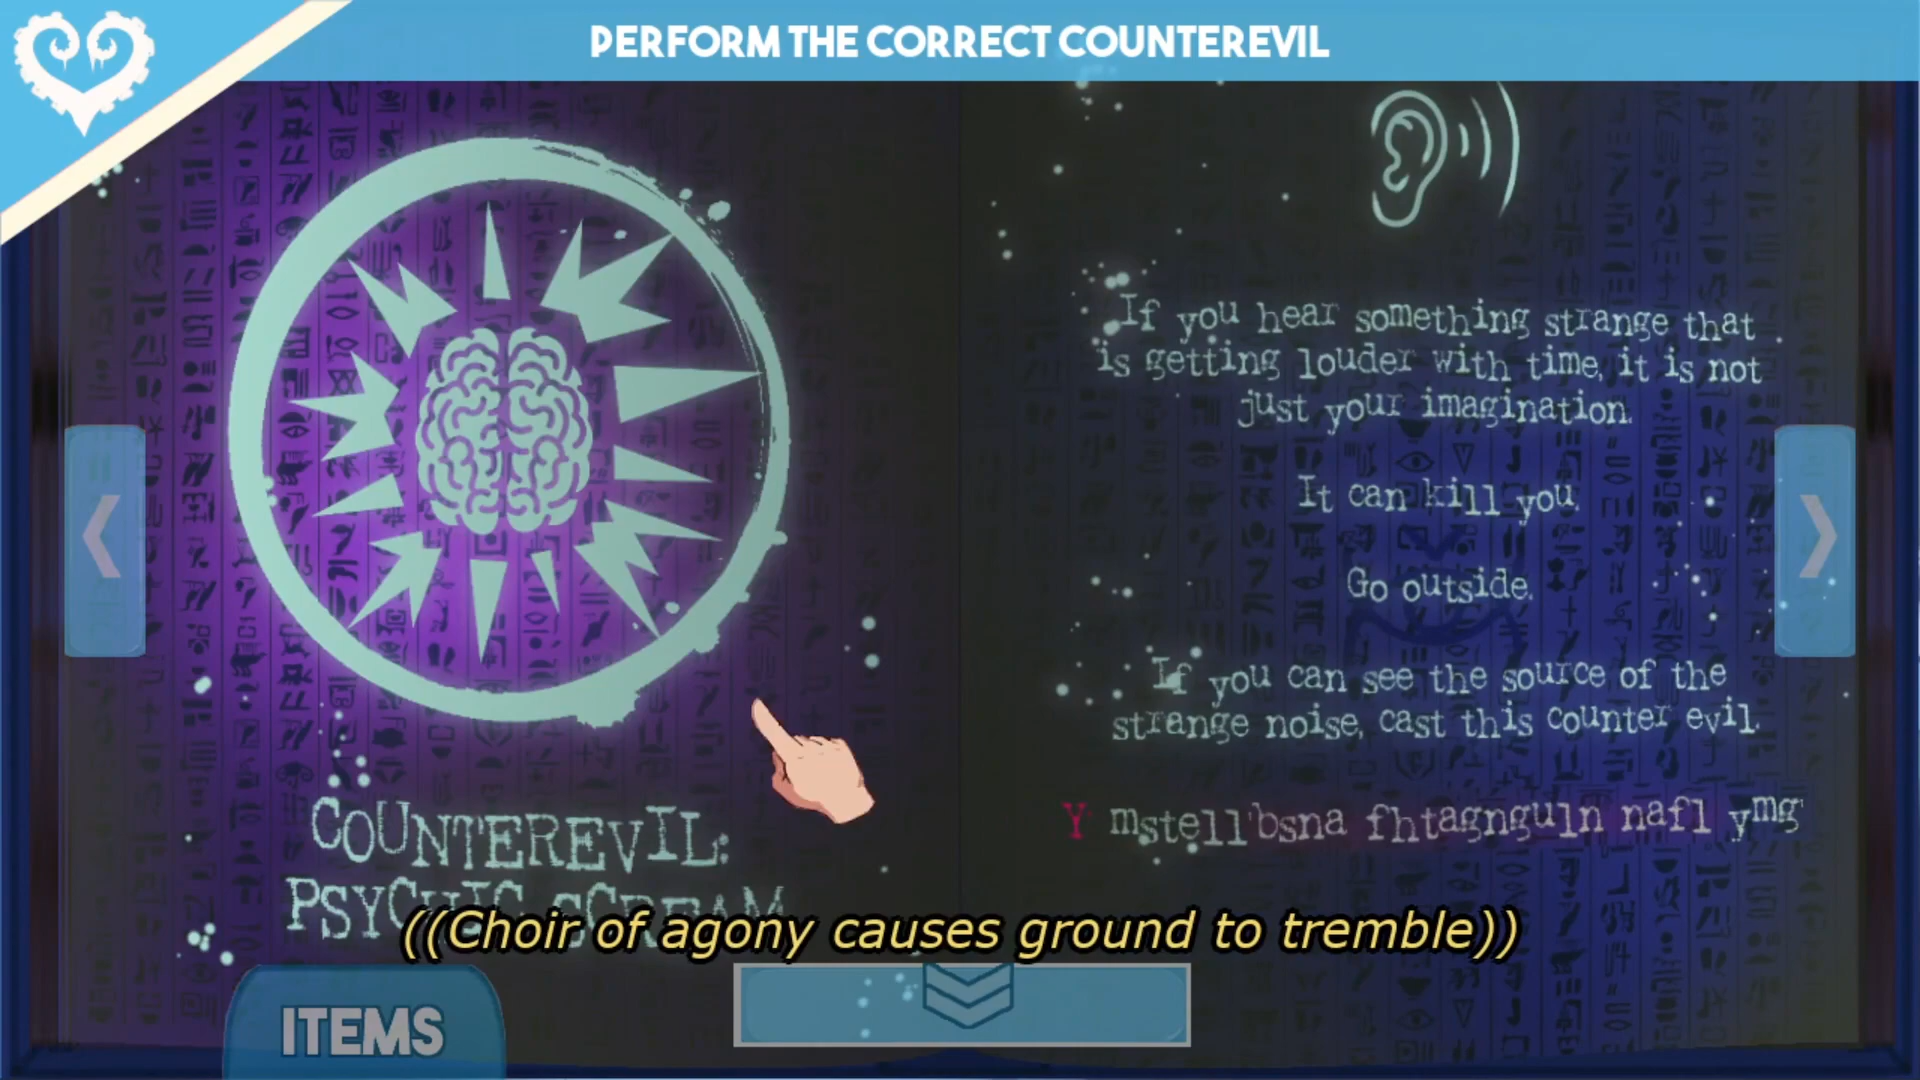 PERFORM THE CORRECT COUNTEREVIL
If you hear something strange that
is getting louder with time, it is not
just your imagination.
It can kill you.
Go outside.
If you can see the source of the
strange noise, cast this counter evil.
Y' mstell'bsna fhtagnguln nafl ymg'
COUNTEREVIL:
PSYCHIC SCREAM
((Choir of agony causes ground to tremble))
ITEMS